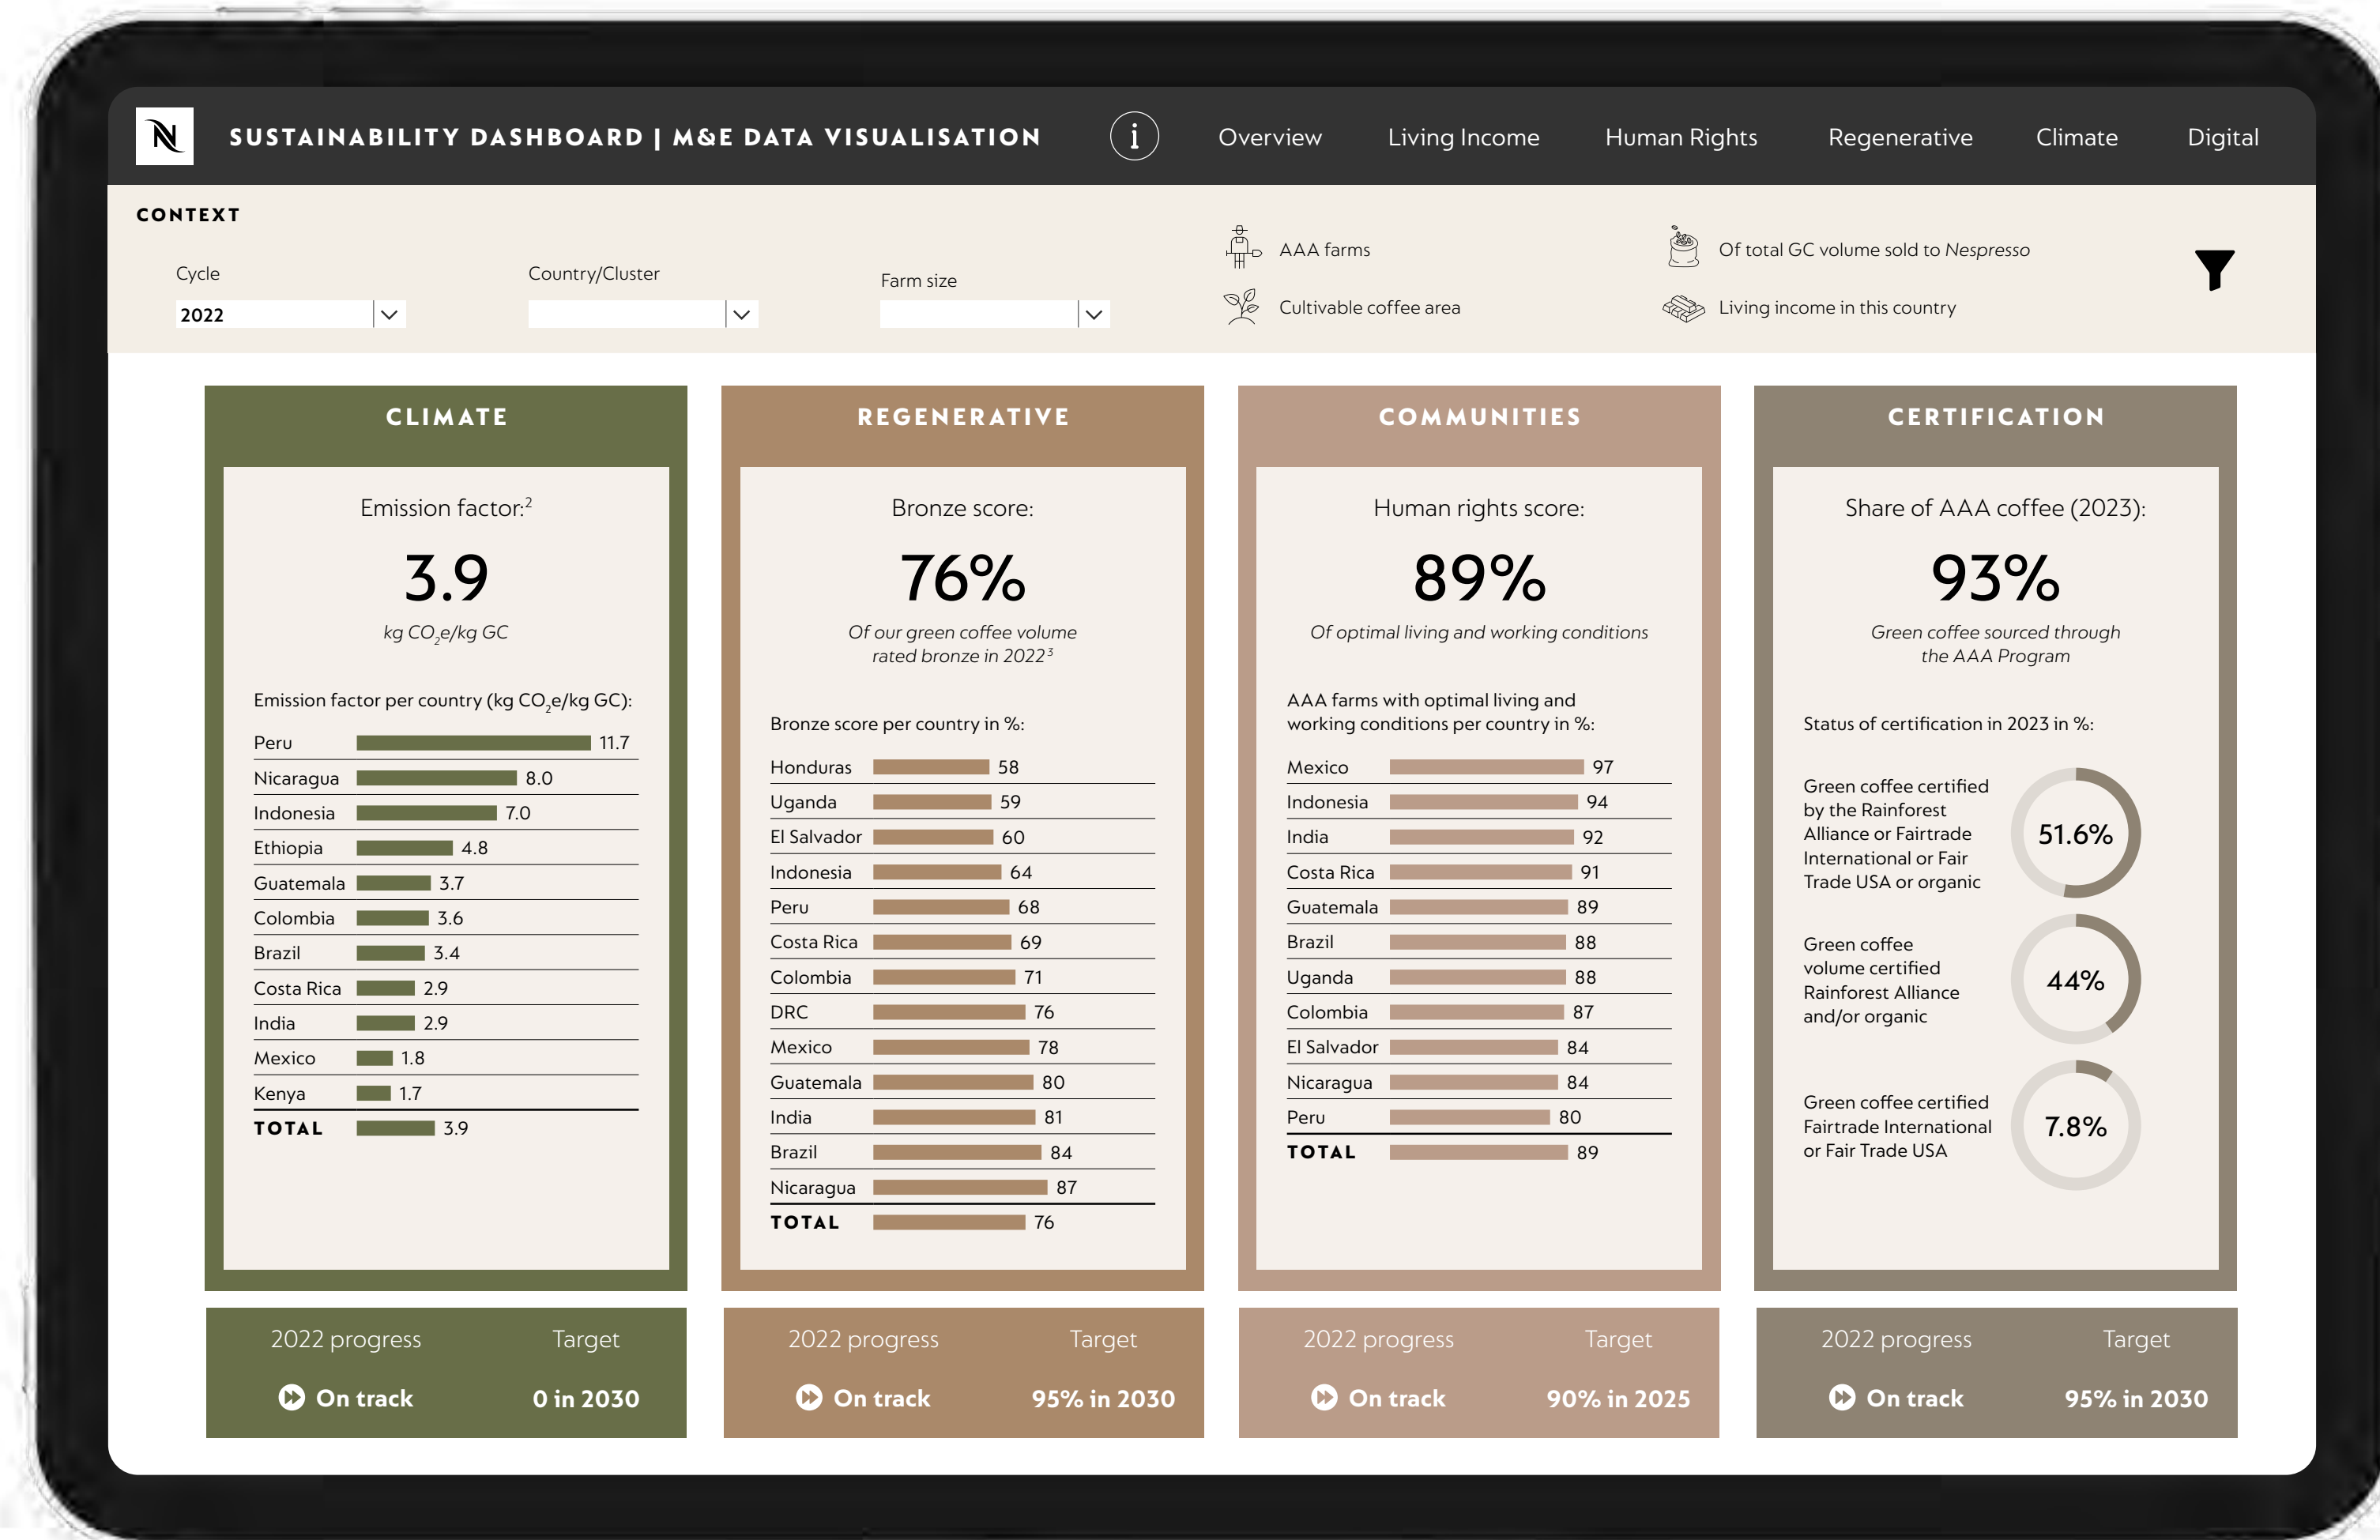 N
SUSTAINABILITY DASHBOARD | M&E DATA VISUALISATION
i
Overview
Living Income
Human Rights
Regenerative
Climate
Digital
CONTEXT
Cycle
2022
Country/Cluster
Farm size
AAA farms
Cultivable coffee area
Of total GC volume sold to Nespresso
Living income in this country
CLIMATE
Emission factor:²
3.9
kg CO₂e/kg GC
Emission factor per country (kg CO₂e/kg GC):
Peru 11.7
Nicaragua 8.0
Indonesia 7.0
Ethiopia 4.8
Guatemala 3.7
Colombia 3.6
Brazil 3.4
Costa Rica 2.9
India 2.9
Mexico 1.8
Kenya 1.7
TOTAL 3.9
2022 progress Target
On track 0 in 2030
REGENERATIVE
Bronze score:
76%
Of our green coffee volume
rated bronze in 2022³
Bronze score per country in %:
Honduras 58
Uganda 59
El Salvador 60
Indonesia 64
Peru 68
Costa Rica 69
Colombia 71
DRC 76
Mexico 78
Guatemala 80
India 81
Brazil 84
Nicaragua 87
TOTAL 76
2022 progress Target
On track 95% in 2030
COMMUNITIES
Human rights score:
89%
Of optimal living and working conditions
AAA farms with optimal living and
working conditions per country in %:
Mexico 97
Indonesia 94
India 92
Costa Rica 91
Guatemala 89
Brazil 88
Uganda 88
Colombia 87
El Salvador 84
Nicaragua 84
Peru 80
TOTAL 89
2022 progress Target
On track 90% in 2025
CERTIFICATION
Share of AAA coffee (2023):
93%
Green coffee sourced through
the AAA Program
Status of certification in 2023 in %:
Green coffee certified
by the Rainforest
Alliance or Fairtrade
International or Fair
Trade USA or organic
51.6%
Green coffee
volume certified
Rainforest Alliance
and/or organic
44%
Green coffee certified
Fairtrade International
or Fair Trade USA
7.8%
2022 progress Target
On track 95% in 2030